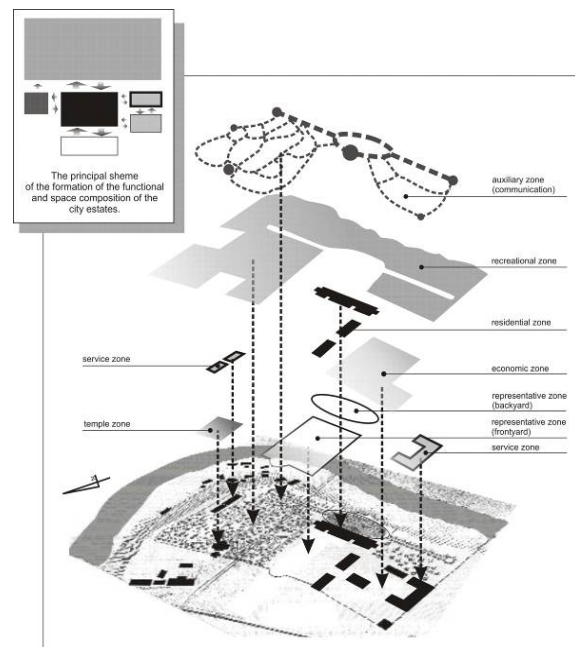 The principal sheme
of the formation of the functional
and space composition of the
city estates.
auxiliary zone
(communication)
recreational zone
residential zone
service zone
economic zone
representative zone
(backyard)
temple zone
representative zone
(frontyard)
service zone